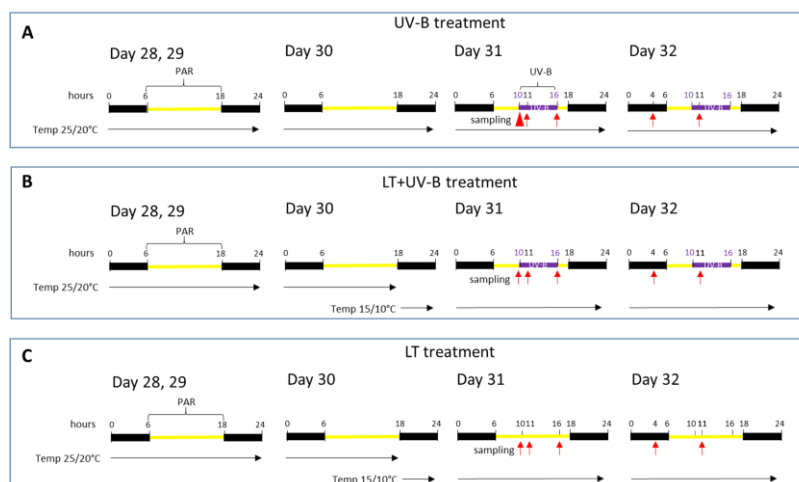 A UV-B treatment
Day 28, 29 Day 30 Day 31 Day 32
PAR UV-B
hours 0 6 18 24 0 6 18 24 0 6 10 11 16 18 24 0 6 10 11 16 18 24
UV-B UV-B
sampling
Temp 25/20°C
B LT+UV-B treatment
Day 28, 29 Day 30 Day 31 Day 32
PAR
hours 0 6 18 24 0 6 18 24 0 6 10 11 16 18 24 0 4 6 10 11 16 18 24
UV-B UV-B
sampling
Temp 25/20°C
Temp 15/10°C
C LT treatment
Day 28, 29 Day 30 Day 31 Day 32
PAR
hours 0 6 18 24 0 6 18 24 0 6 1011 16 18 24 0 4 6 1011 16 18 24
sampling
Temp 25/20°C
Temp 15/10°C